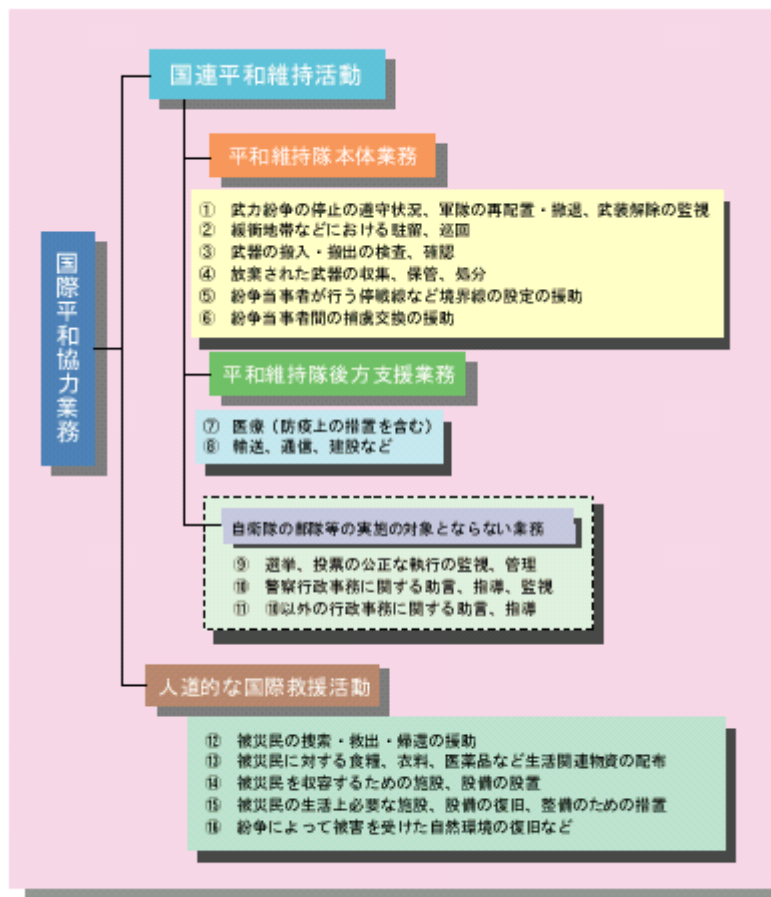 国際平和協力業務
国連平和維持活動
平和維持隊本体業務
① 武力紛争の停止の遵守状況、軍隊の再配置・撤退、武装解除の監視
② 緩衝地帯などにおける駐留、巡回
③ 武器の搬入・搬出の検査、確認
④ 放棄された武器の収集、保管、処分
⑤ 紛争当事者が行う停戦線など境界線の設定の援助
⑥ 紛争当事者間の捕虜交換の援助
平和維持隊後方支援業務
⑦ 医療(防疫上の措置を含む)
⑧ 輸送、通信、建設など
自衛隊の部隊等の実施の対象とならない業務
⑨ 選挙、投票の公正な執行の監視、管理
⑩ 警察行政事務に関する助言、指導、監視
⑪ ⑩以外の行政事務に関する助言、指導
人道的な国際救援活動
⑫ 被災民の捜索・救出・帰還の援助
⑬ 被災民に対する食糧、衣料、医薬品など生活関連物資の配布
⑭ 被災民を収容するための施設、設備の設置
⑮ 被災民の生活上必要な施設、設備の復旧、整備のための措置
⑯ 紛争によって被害を受けた自然環境の復旧など